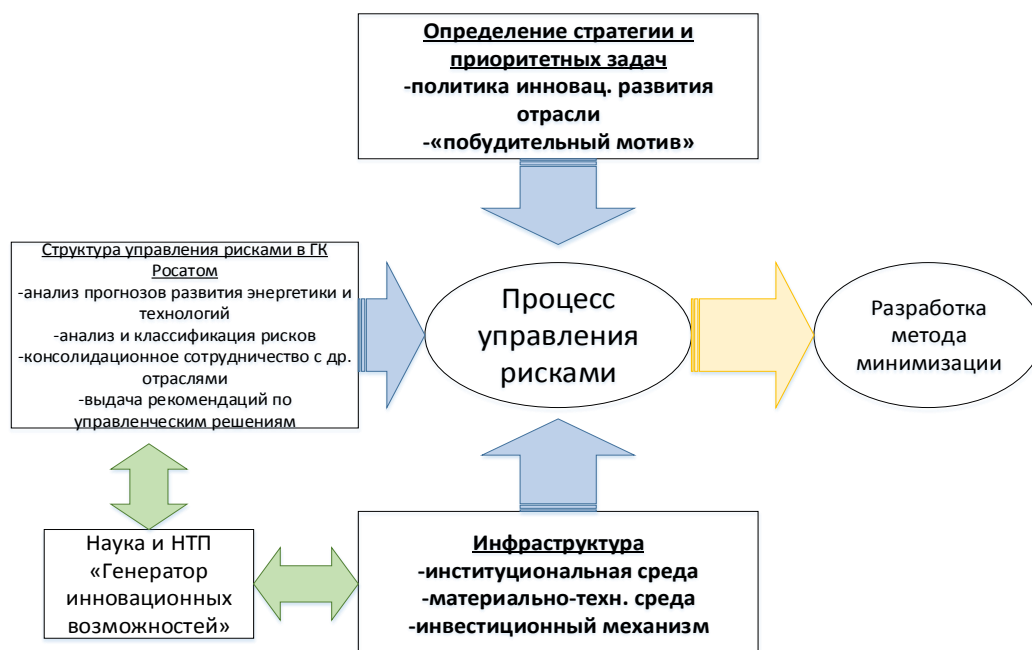 Определение стратегии и
приоритетных задач
-политика инновац. развития
отрасли
-«побудительный мотив»
Структура управления рисками в ГК
Росатом
-анализ прогнозов развития энергетики и
технологий
-анализ и классификация рисков
-консолидационное сотрудничество с др.
отраслями
-выдача рекомендаций по
управленческим решениям
Процесс
управления
рисками
Разработка
метода
минимизации
Наука и НТП
«Генератор
инновационных
возможностей»
Инфраструктура
-институциональная среда
-материально-техн. среда
-инвестиционный механизм